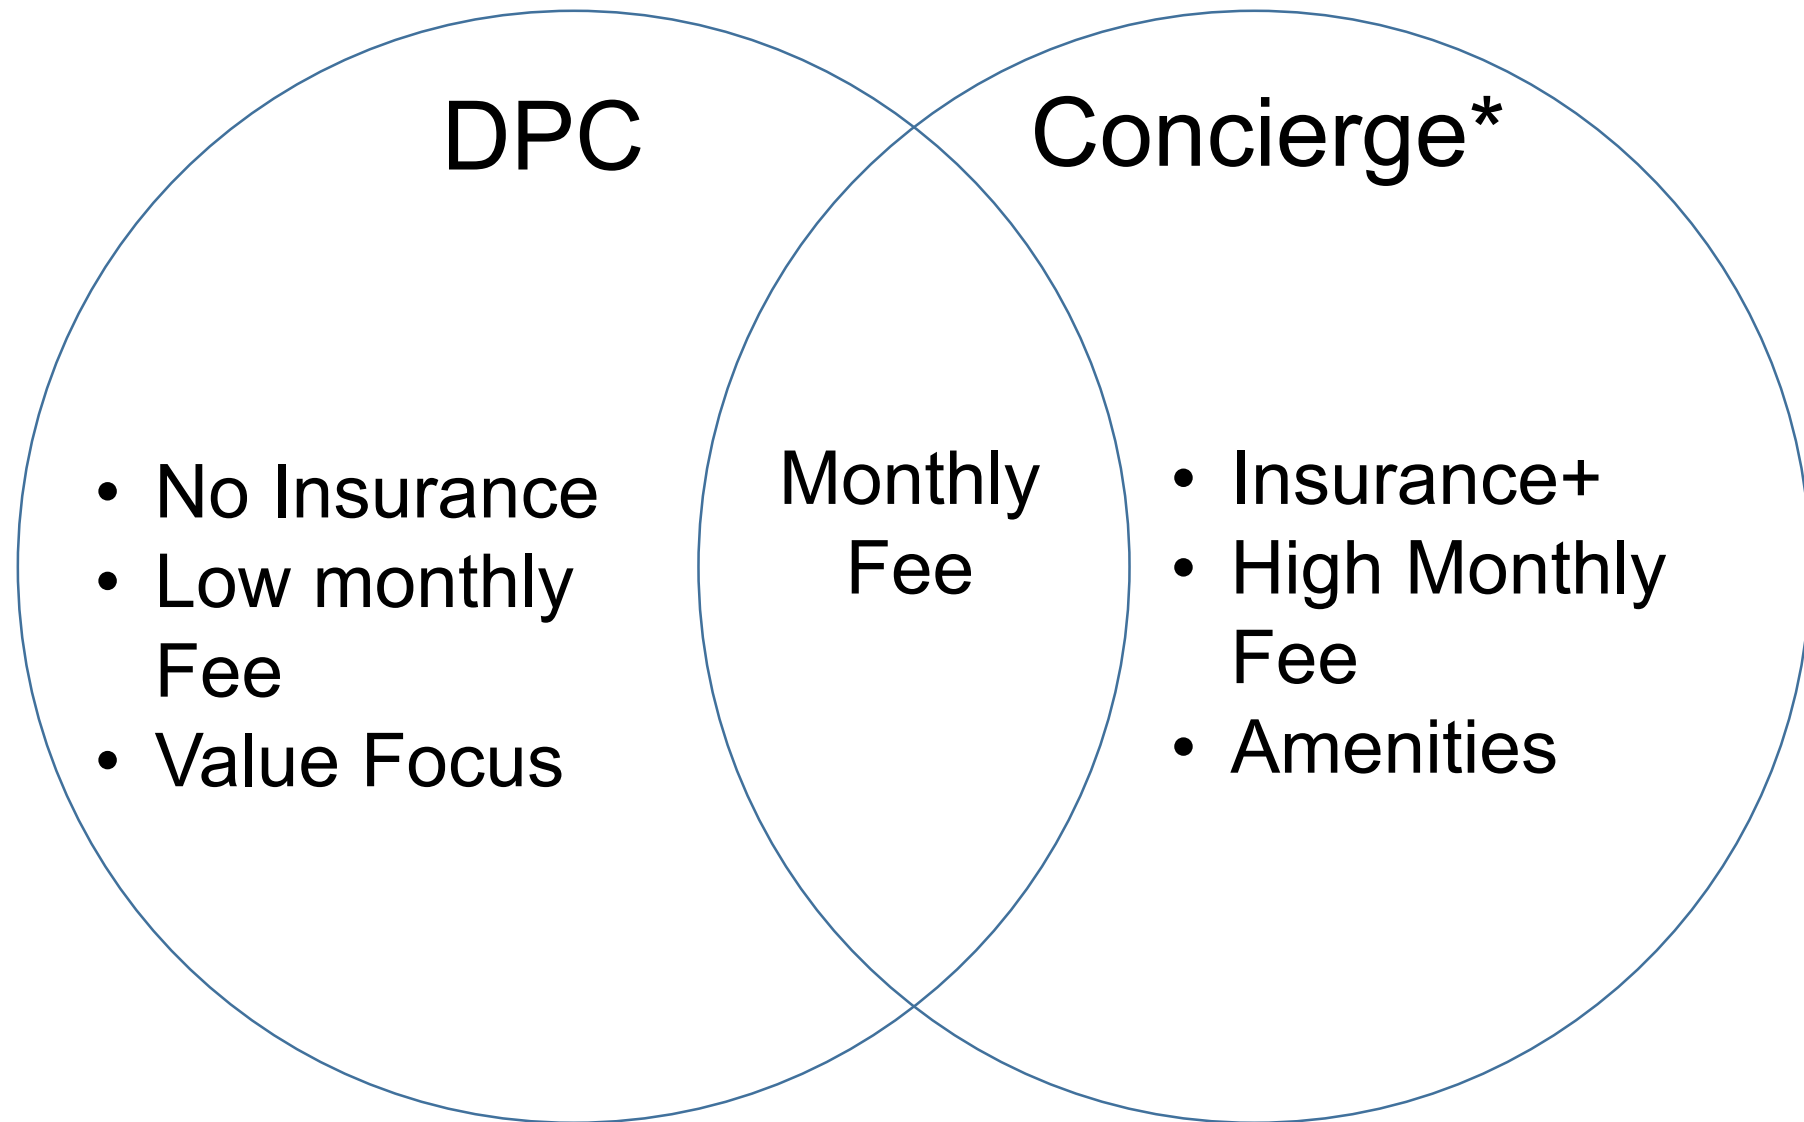 DPC
Concierge*
• No Insurance
• Low monthly
Fee
• Value Focus
Monthly
Fee
• Insurance+
• High Monthly
Fee
• Amenities